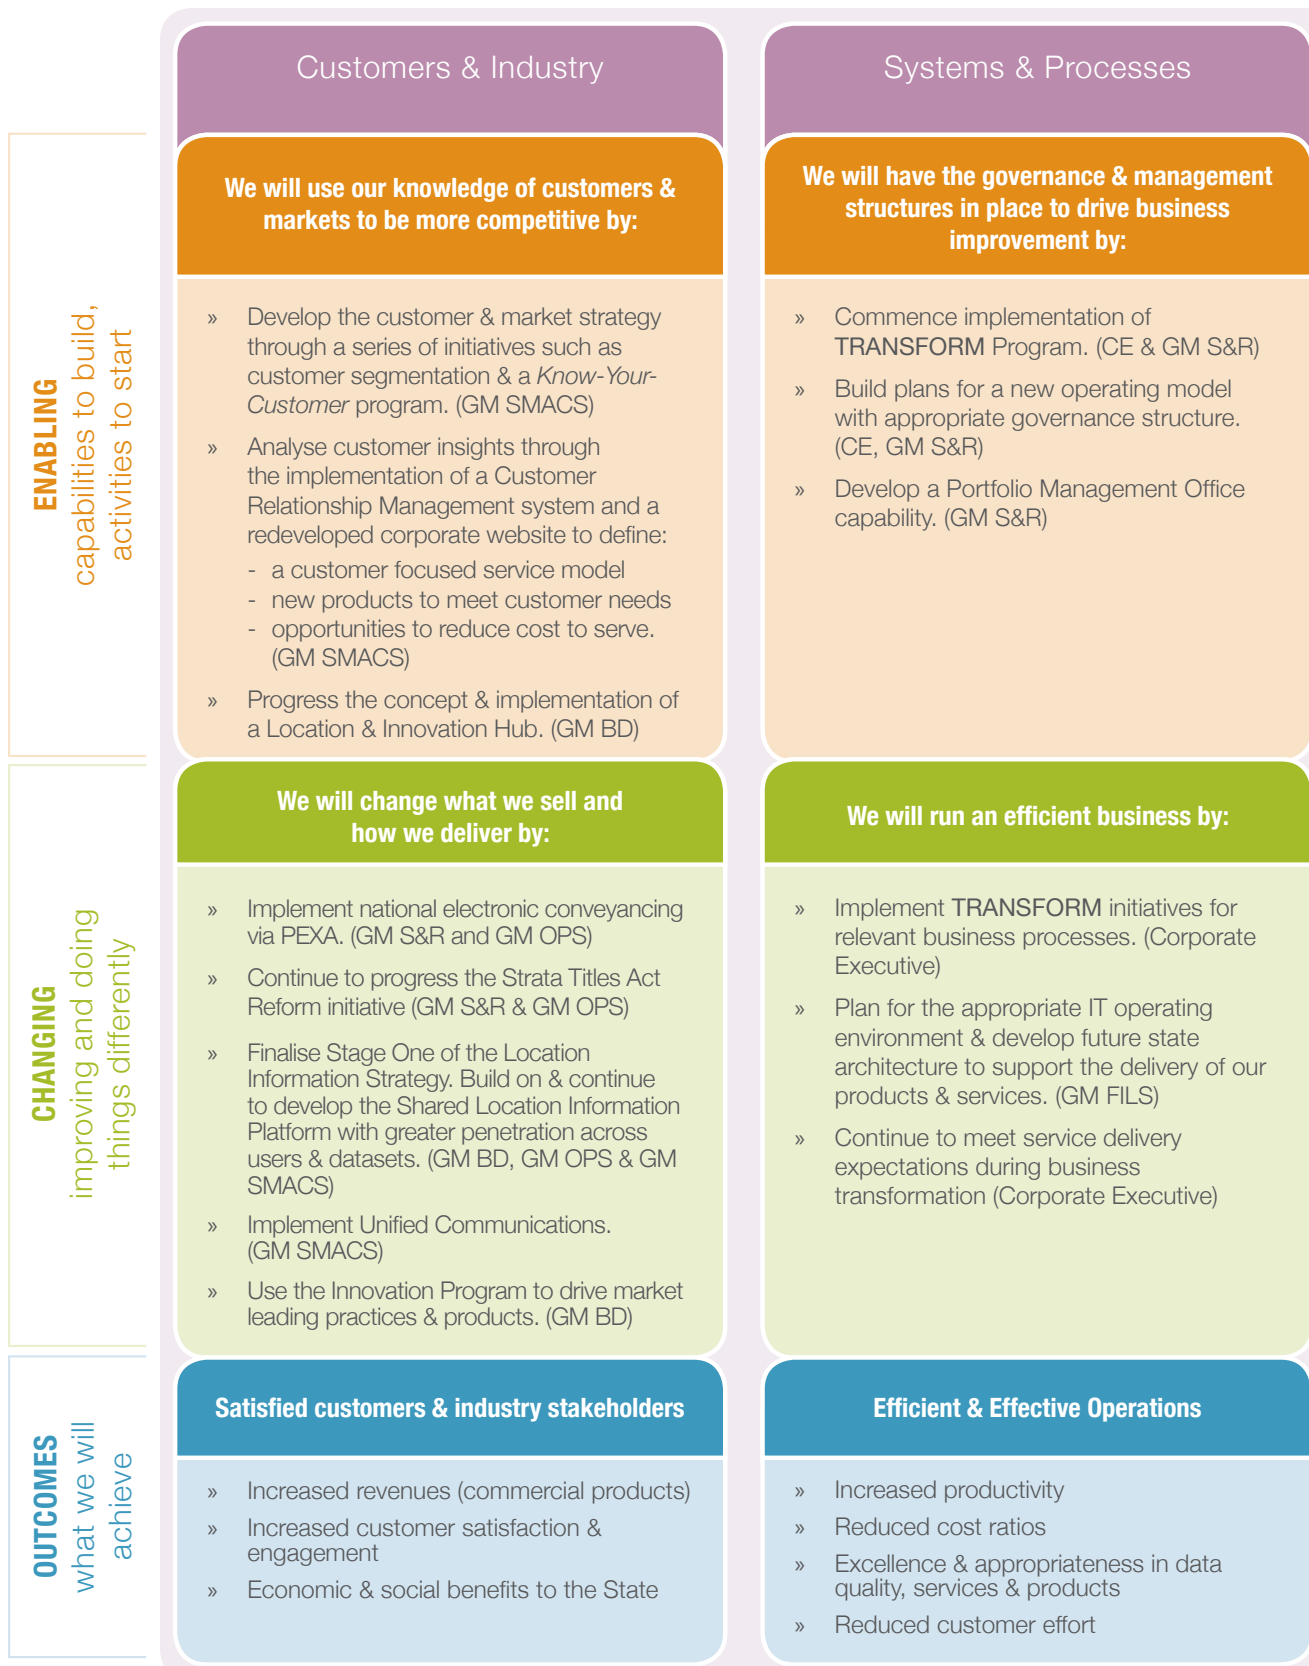 Customers & Industry
We will use our knowledge of customers &
markets to be more competitive by:
» Develop the customer & market strategy
through a series of initiatives such as
customer segmentation & a Know-Your-
Customer program. (GM SMACS)
» Analyse customer insights through
the implementation of a Customer
Relationship Management system and a
redeveloped corporate website to define:
- a customer focused service model
- new products to meet customer needs
- opportunities to reduce cost to serve.
(GM SMACS)
» Progress the concept & implementation of
a Location & Innovation Hub. (GM BD)
Systems & Processes
We will have the governance & management
structures in place to drive business
improvement by:
» Commence implementation of
TRANSFORM Program. (CE & GM S&R)
» Build plans for a new operating model
with appropriate governance structure.
(CE, GM S&R)
» Develop a Portfolio Management Office
capability. (GM S&R)
ENABLING
capabilities to build,
activities to start
We will change what we sell and
how we deliver by:
» Implement national electronic conveyancing
via PEXA. (GM S&R and GM OPS)
» Continue to progress the Strata Titles Act
Reform initiative (GM S&R & GM OPS)
» Finalise Stage One of the Location
Information Strategy. Build on & continue
to develop the Shared Location Information
Platform with greater penetration across
users & datasets. (GM BD, GM OPS & GM
SMACS)
» Implement Unified Communications.
(GM SMACS)
» Use the Innovation Program to drive market
leading practices & products. (GM BD)
We will run an efficient business by:
» Implement TRANSFORM initiatives for
relevant business processes. (Corporate
Executive)
» Plan for the appropriate IT operating
environment & develop future state
architecture to support the delivery of our
products & services. (GM FILS)
» Continue to meet service delivery
expectations during business
transformation (Corporate Executive)
CHANGING
improving and doing
things differently
Satisfied customers & industry stakeholders
» Increased revenues (commercial products)
» Increased customer satisfaction &
engagement
» Economic & social benefits to the State
Efficient & Effective Operations
» Increased productivity
» Reduced cost ratios
» Excellence & appropriateness in data
quality, services & products
» Reduced customer effort
OUTCOMES
what we will
achieve